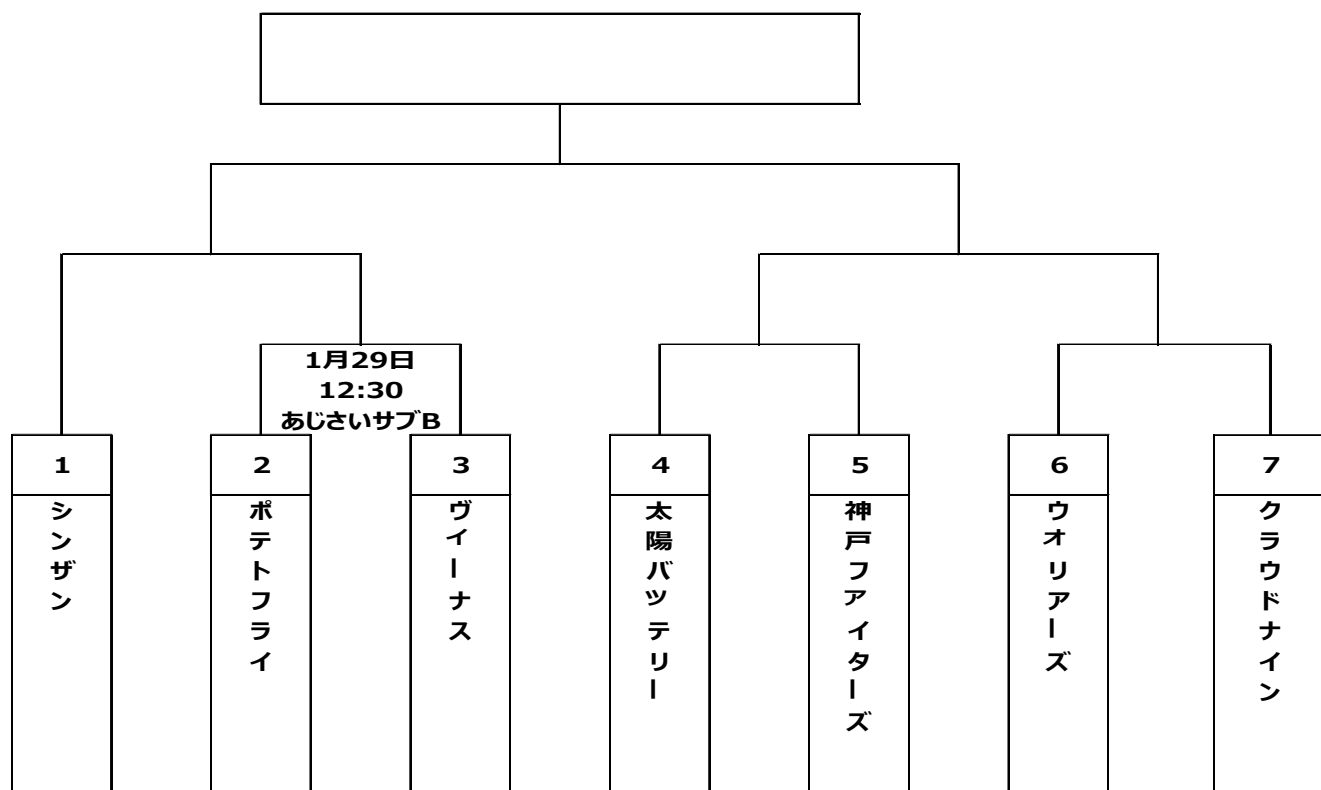 1月29日
12:30
あじさいサブB
1
2
3
4
5
6
7
シンザン
ポテトフライ
ヴィーナス
太陽バッテリー
神戸ファイターズ
ウオリアーズ
クラウドナイン